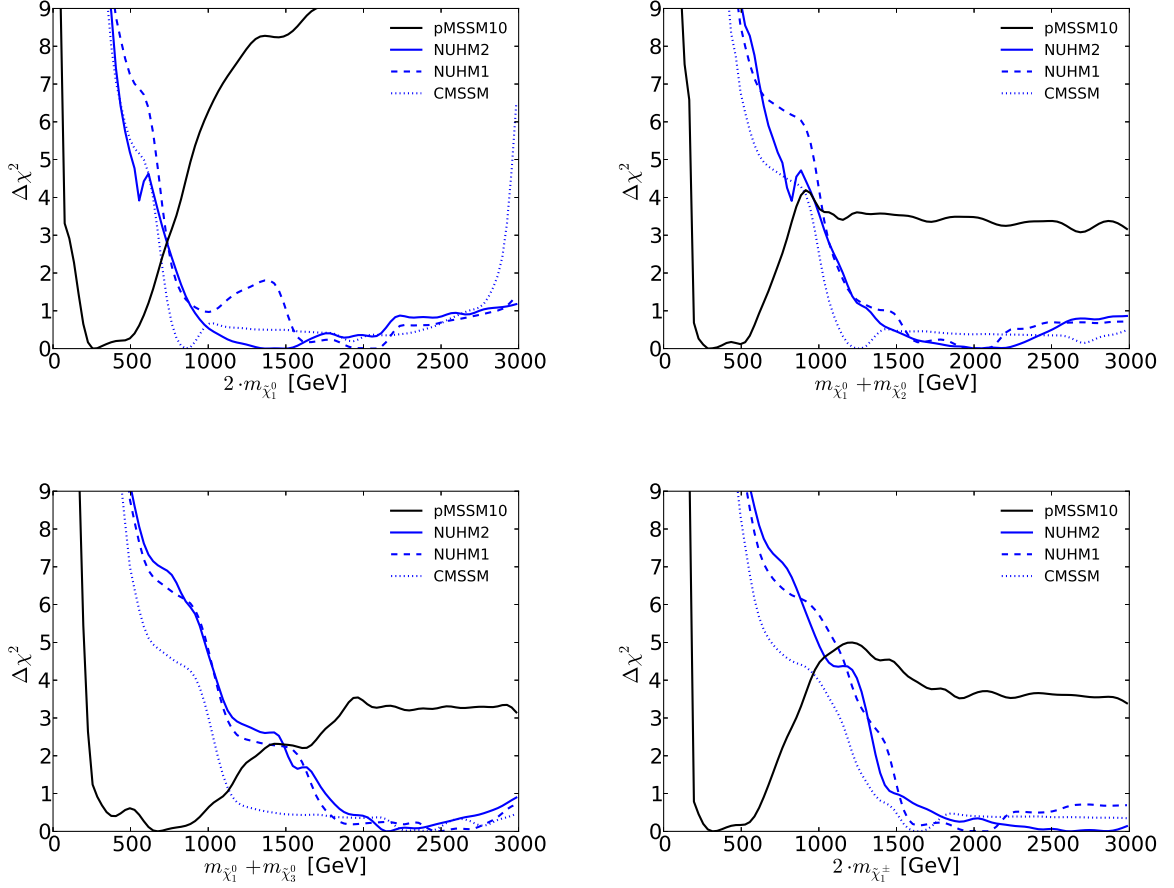 9 8 7 6 5 4 3 2 1 0
Δχ²
pMSSM10
NUHM2
NUHM1
CMSSM
0 500 1000 1500 2000 2500 3000
2 · m_χ̃₁⁰ [GeV]
9 8 7 6 5 4 3 2 1 0
Δχ²
pMSSM10
NUHM2
NUHM1
CMSSM
0 500 1000 1500 2000 2500 3000
m_χ̃₁⁰ + m_χ̃₂⁰ [GeV]
9 8 7 6 5 4 3 2 1 0
Δχ²
pMSSM10
NUHM2
NUHM1
CMSSM
0 500 1000 1500 2000 2500 3000
m_χ̃₁⁰ + m_χ̃₃⁰ [GeV]
9 8 7 6 5 4 3 2 1 0
Δχ²
pMSSM10
NUHM2
NUHM1
CMSSM
0 500 1000 1500 2000 2500 3000
2 · m_χ̃₁± [GeV]